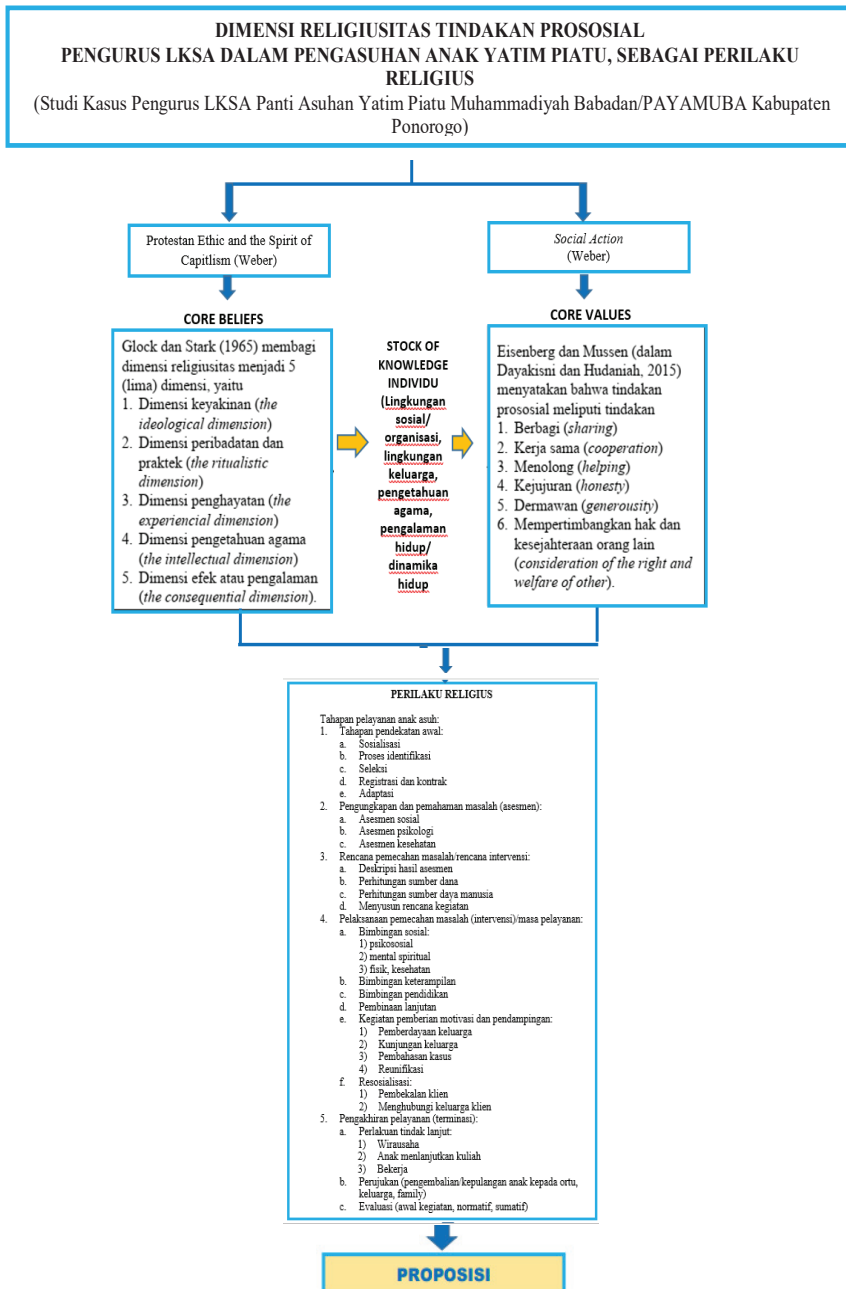 DIMENSI RELIGIUSITAS TINDAKAN PROSOSIAL
PENGURUS LKSA DALAM PENGASUHAN ANAK YATIM PIATU, SEBAGAI PERILAKU
RELIGIUS
(Studi Kasus Pengurus LKSA Panti Asuhan Yatim Piatu Muhammadiyah Babadan/PAYAMUBA Kabupaten
Ponorogo)
Protestan Ethic and the Spirit of
Capitlism (Weber)
Social Action
(Weber)
CORE BELIEFS
Glock dan Stark (1965) membagi
dimensi religiusitas menjadi 5
(lima) dimensi, yaitu
1. Dimensi keyakinan (the
ideological dimension)
2. Dimensi peribadatan dan
praktek (the ritualistic
dimension)
3. Dimensi penghayatan (the
experiencial dimension)
4. Dimensi pengetahuan agama
(the intellectual dimension)
5. Dimensi efek atau pengalaman
(the consequential dimension).
STOCK OF
KNOWLEDGE
INDIVIDU
(Lingkungan
sosial/
organisasi,
lingkungan
keluarga,
pengetahuan
agama,
pengalaman
hidup/
dinamika
hidup
CORE VALUES
Eisenberg dan Mussen (dalam
Dayakisni dan Hudaniah, 2015)
menyatakan bahwa tindakan
prososial meliputi tindakan
1. Berbagi (sharing)
2. Kerja sama (cooperation)
3. Menolong (helping)
4. Kejujuran (honesty)
5. Dermawan (generousity)
6. Mempertimbangkan hak dan
kesejahteraan orang lain
(consideration of the right and
welfare of other).
PERILAKU RELIGIUS
Tahapan pelayanan anak asuh:
1. Tahapan pendekatan awal:
a. Sosialisasi
b. Proses identifikasi
c. Seleksi
d. Registrasi dan kontrak
e. Adaptasi
2. Pengungkapan dan pemahaman masalah (asesmen):
a. Asesmen sosial
b. Asesmen psikologi
c. Asesmen kesehatan
3. Rencana pemecahan masalah/rencana intervensi:
a. Deskripsi hasil asesmen
b. Perhitungan sumber dana
c. Perhitungan sumber daya manusia
d. Menyusun rencana kegiatan
4. Pelaksanaan pemecahan masalah (intervensi)/masa pelayanan:
a. Bimbingan sosial:
1) psikososial
2) mental spiritual
3) fisik, kesehatan
b. Bimbingan keterampilan
c. Bimbingan pendidikan
d. Pembinaan lanjutan
e. Kegiatan pemberian motivasi dan pendampingan:
1) Pemberdayaan keluarga
2) Kunjungan keluarga
3) Pembahasan kasus
4) Reunifikasi
f. Resosialisasi:
1) Pembekalan klien
2) Menghubungi keluarga klien
5. Pengakhiran pelayanan (terminasi):
a. Perlakuan tindak lanjut:
1) Wirausaha
2) Anak menlanjutkan kuliah
3) Bekerja
b. Perujukan (pengembalian/kepulangan anak kepada ortu,
keluarga, family)
c. Evaluasi (awal kegiatan, normatif, sumatif)
PROPOSISI